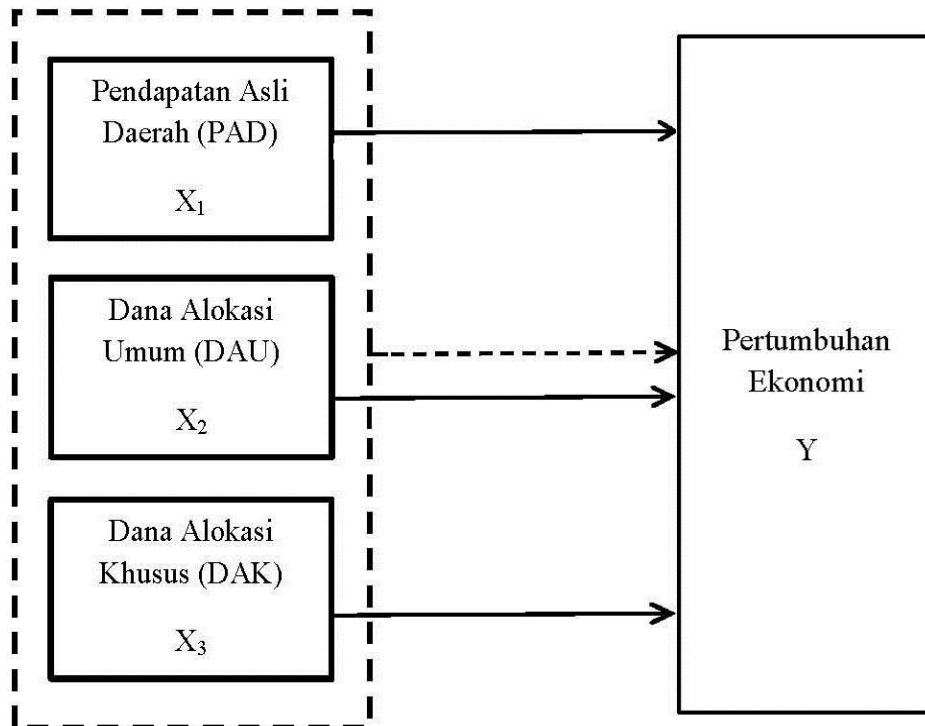 Pendapatan Asli
Daerah (PAD)
X₁
Dana Alokasi
Umum (DAU)
X₂
Dana Alokasi
Khusus (DAK)
X₃
Pertumbuhan
Ekonomi
Y